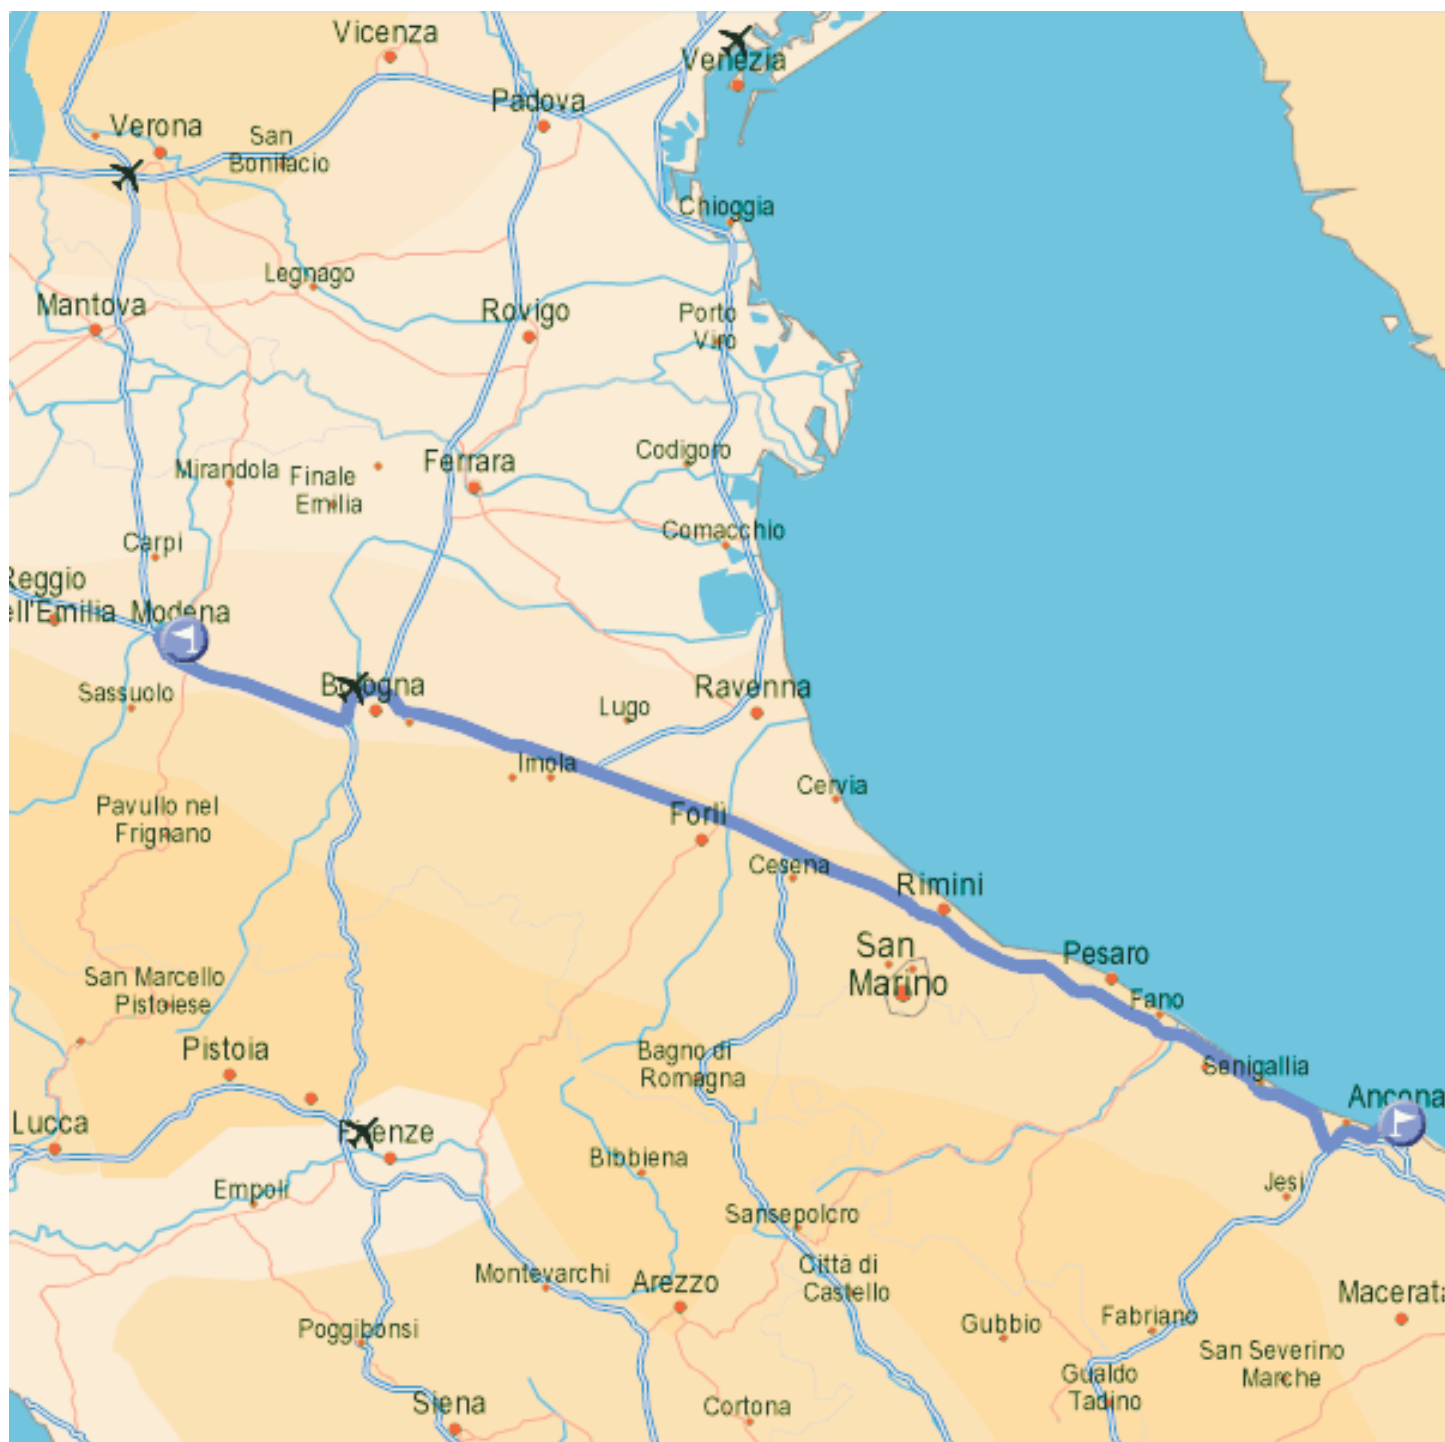 Vicenza
Venezia
Padova
Verona
San
Bonifacio
Chioggia
Legnago
Mantova
Rovigo
Porto
Viro
Codigoro
Ferrara
Mirandola
Finale
Emilia
Comacchio
Carpi
Reggio
ell'Emilia
Modena
Bologna
Ravenna
Sassuolo
Lugo
Imola
Cervia
Pavullo nel
Frignano
Forlì
Cesena
Rimini
San
Marino
Pesaro
San Marcello
Pistoiese
Fano
Pistoia
Bagno di
Romagna
Senigallia
Ancona
Lucca
Firenze
Bibbiena
Jesi
Empoli
Sansepolcro
Città di
Castello
Montevarchi
Arezzo
Macerata
Poggibonsi
Gubbio
Fabriano
San Severino
Marche
Gualdo
Tadino
Siena
Cortona